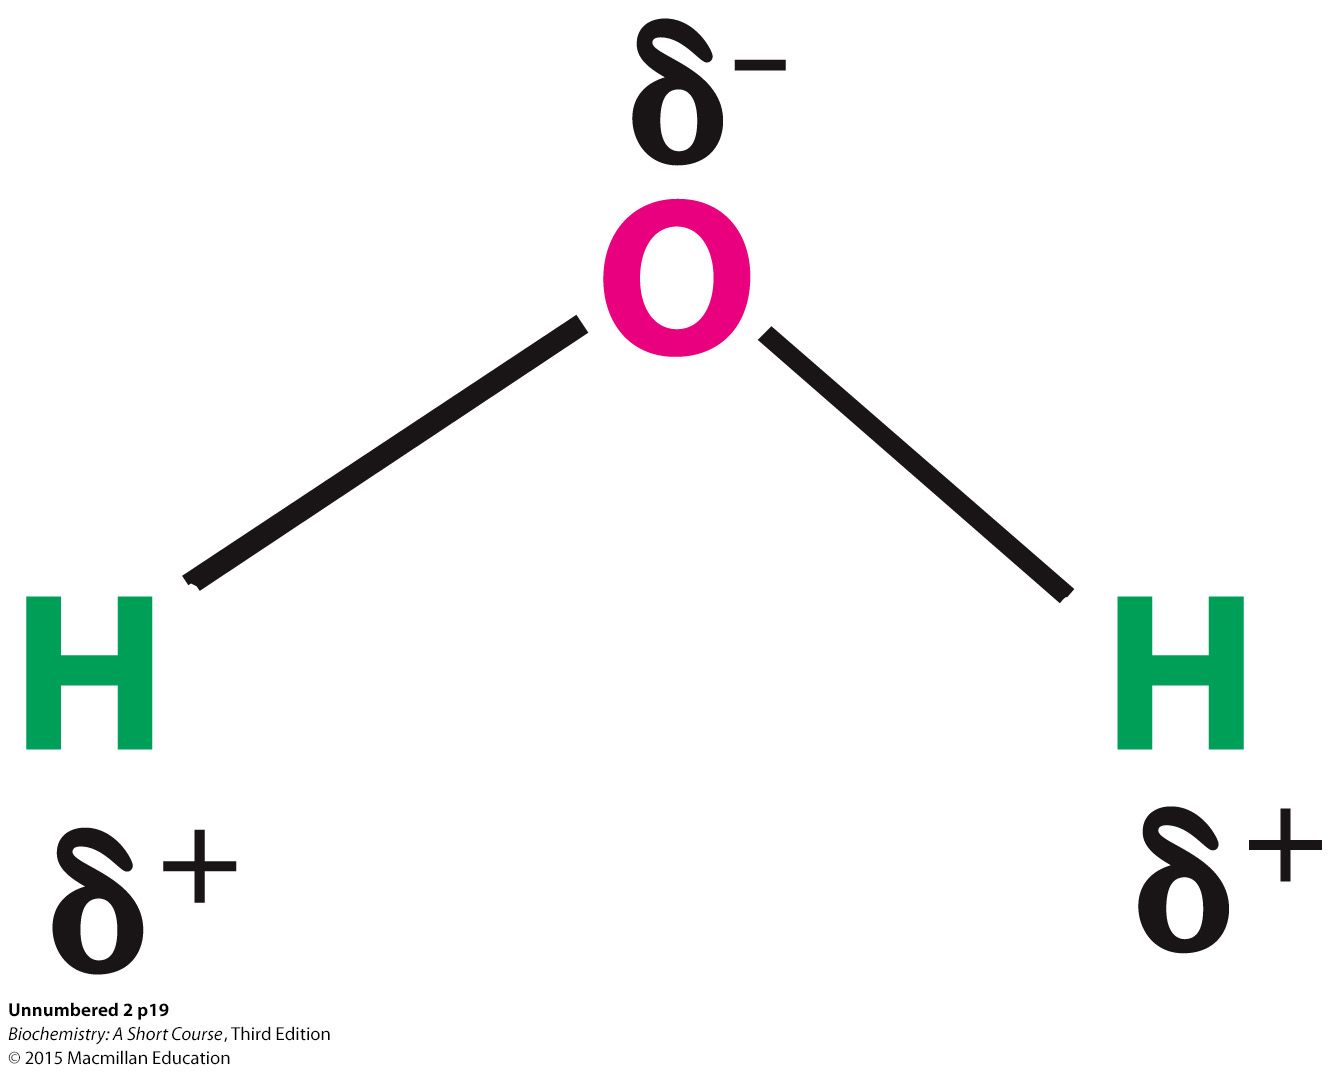 δ−
O
H H
δ+ δ+
Unnumbered 2 p19
Biochemistry: A Short Course, Third Edition
© 2015 Macmillan Education